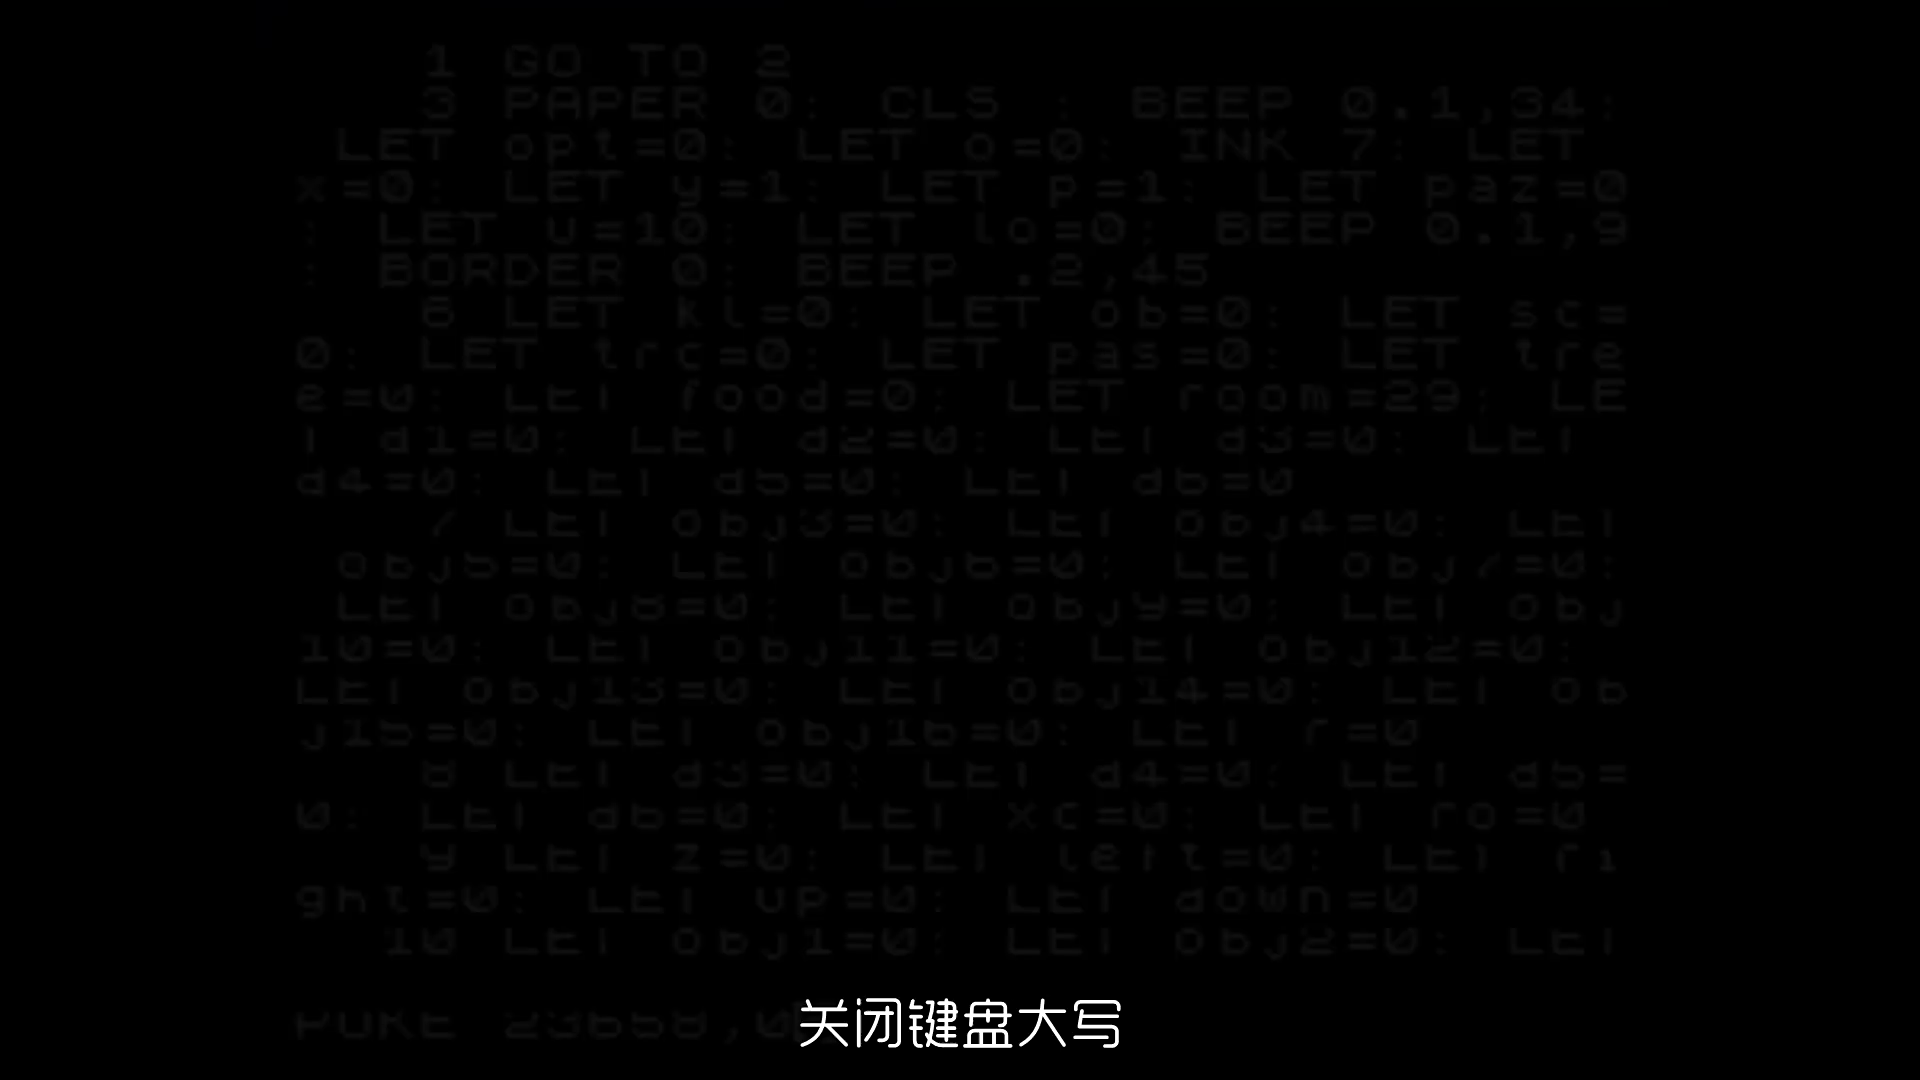 1 GO TO 2
3 PAPER 0: CLS : BEEP 0.1,34:
LET opt=0: LET o=0: INK 7: LET
x=0: LET y=1: LET p=1: LET paz=0
: LET u=10: LET lo=0: BEEP 0.1,9
: BORDER 0: BEEP .2,45
6 LET kl=0: LET ob=0: LET sc=
0: LET trc=0: LET pas=0: LET tre
e=0: LET food=0: LET room=29: LE
T d1=0: LET d2=0: LET d3=0: LET
d4=0: LET d5=0: LET d6=0
7 LET obj3=0: LET obj4=0: LET
obj5=0: LET obj6=0: LET obj7=0:
LET obj8=0: LET obj9=0: LET obj
10=0: LET obj11=0: LET obj12=0:
LET obj13=0: LET obj14=0: LET ob
j15=0: LET obj16=0: LET r=0
8 LET d3=0: LET d4=0: LET d5=
0: LET d6=0: LET xc=0: LET ro=0
9 LET z=0: LET left=0: LET ri
ght=0: LET up=0: LET down=0
10 LET obj1=0: LET obj2=0: LET
POKE 23658,0
关闭键盘大写